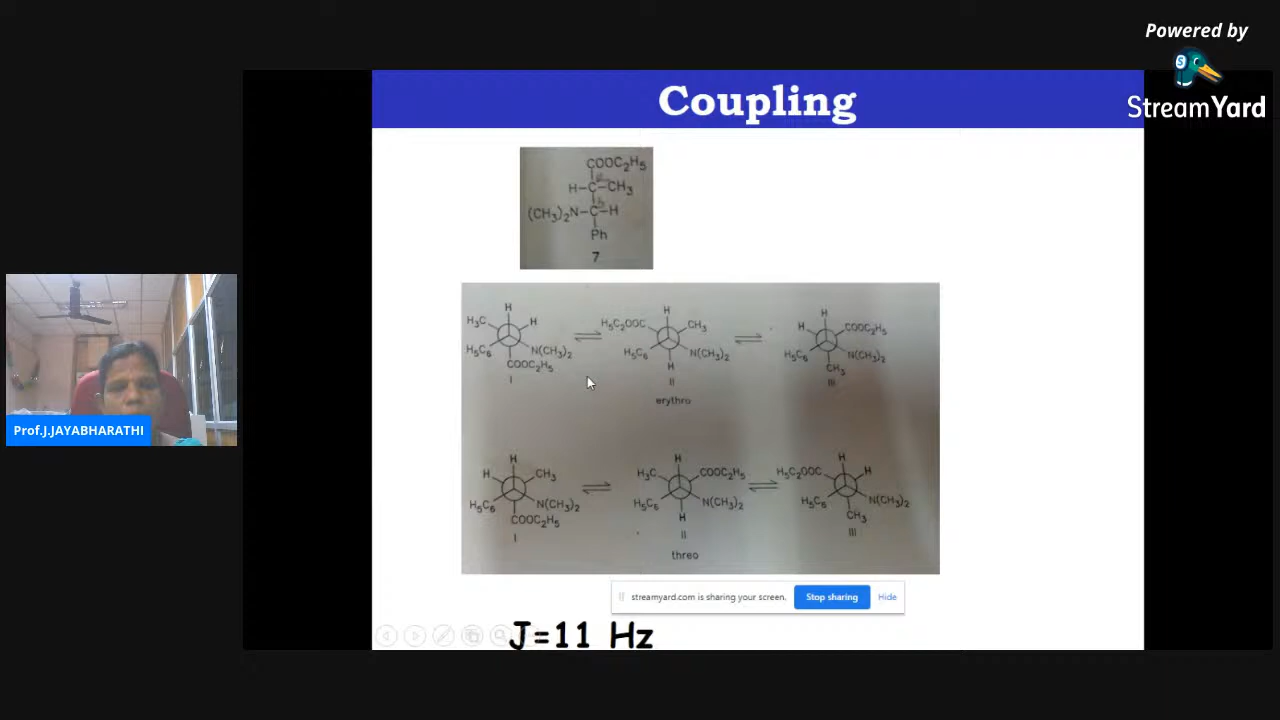 Powered by
StreamYard
Coupling
COOC₂H₅
H–C–CH₃
(CH₃)₂N–C–H
Ph
7
H
H₃C
H
H₅C₆
N(CH₃)₂
COOC₂H₅
I
H
H₅C₂OOC
CH₃
H₅C₆
N(CH₃)₂
H
II
erythro
H
H
COOC₂H₅
H₅C₆
N(CH₃)₂
CH₃
III
H
H
CH₃
H₅C₆
N(CH₃)₂
COOC₂H₅
I
H
H₃C
COOC₂H₅
H₅C₆
N(CH₃)₂
H
II
threo
H
H₅C₂OOC
H
H₅C₆
N(CH₃)₂
CH₃
III
Prof.J.JAYABHARATHI
streamyard.com is sharing your screen.
Stop sharing
Hide
J=11 Hz